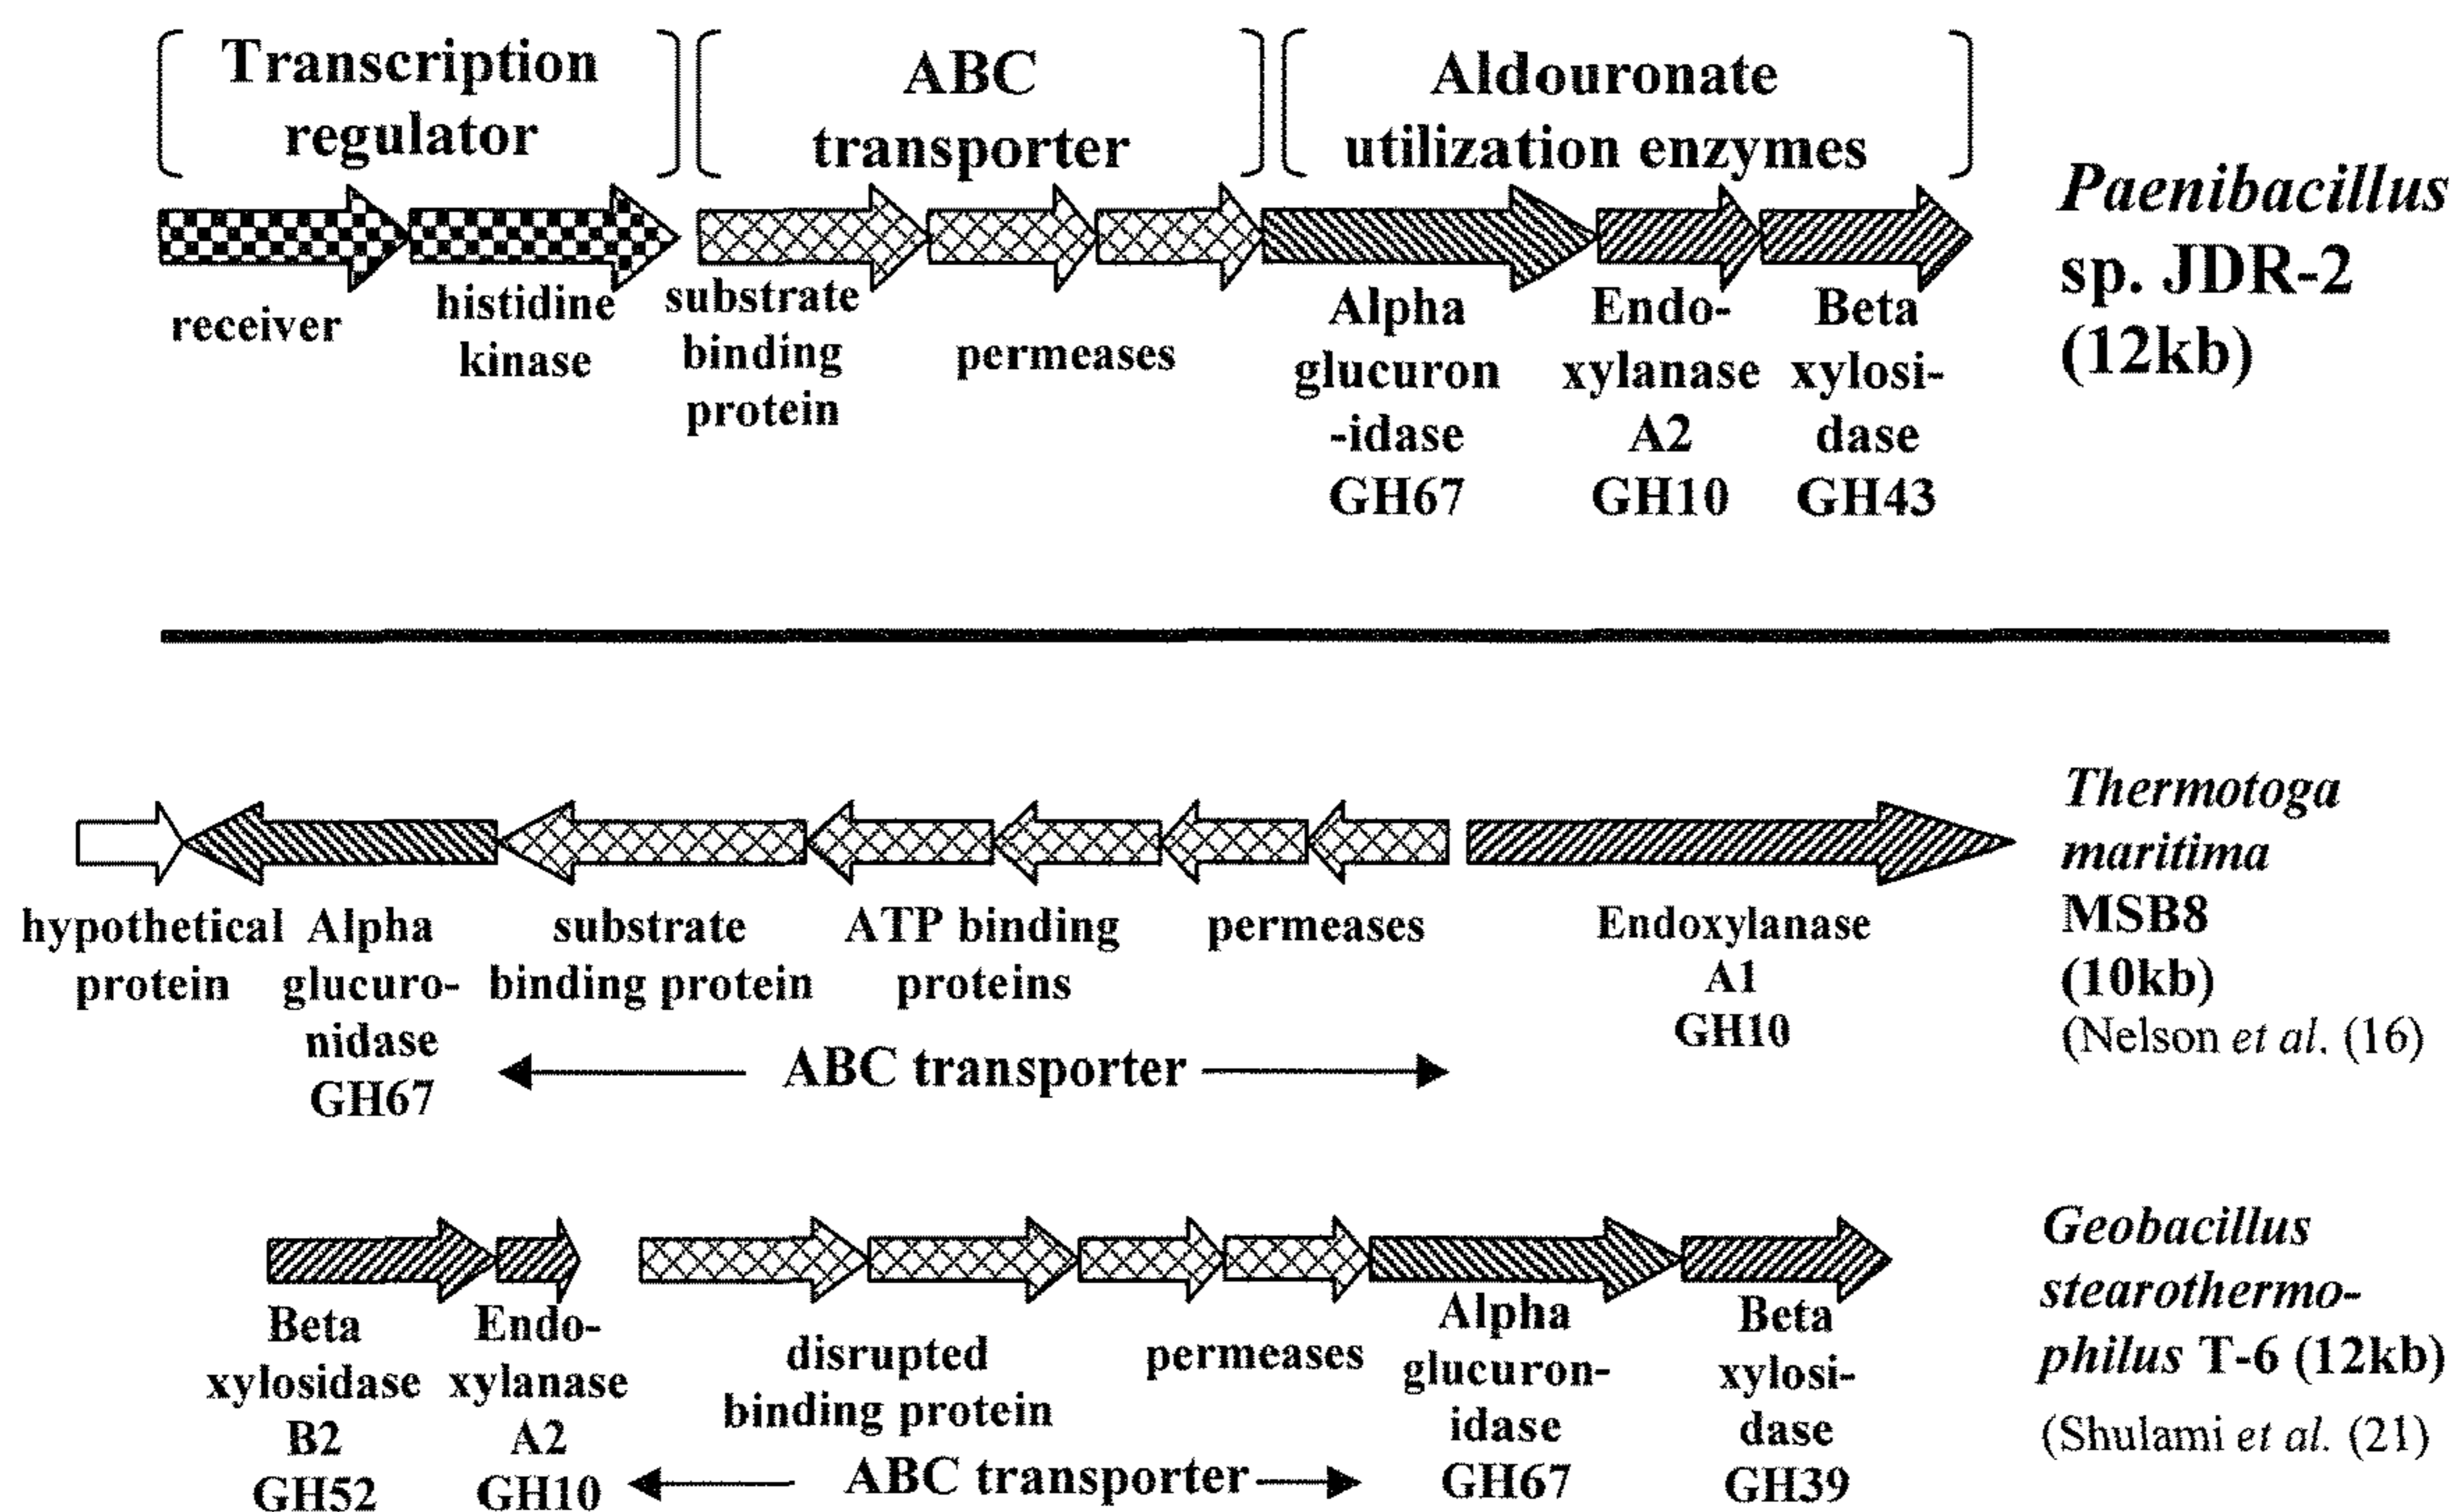 Transcription
regulator
ABC
transporter
Aldouronate
utilization enzymes
receiver
histidine
kinase
substrate
binding
protein
permeases
Alpha
glucuron
-idase
GH67
Endo-
xylanase
A2
GH10
Beta
xylosi-
dase
GH43
Paenibacillus
sp. JDR-2
(12kb)
hypothetical
protein
Alpha
glucuro-
nidase
GH67
substrate
binding protein
ATP binding
proteins
permeases
ABC transporter
Endoxylanase
A1
GH10
Thermotoga
maritima
MSB8
(10kb)
(Nelson et al. (16)
Beta
xylosidase
B2
GH52
Endo-
xylanase
A2
GH10
disrupted
binding protein
permeases
ABC transporter
Alpha
glucuron-
idase
GH67
Beta
xylosi-
dase
GH39
Geobacillus
stearothermo-
philus T-6 (12kb)
(Shulami et al. (21)